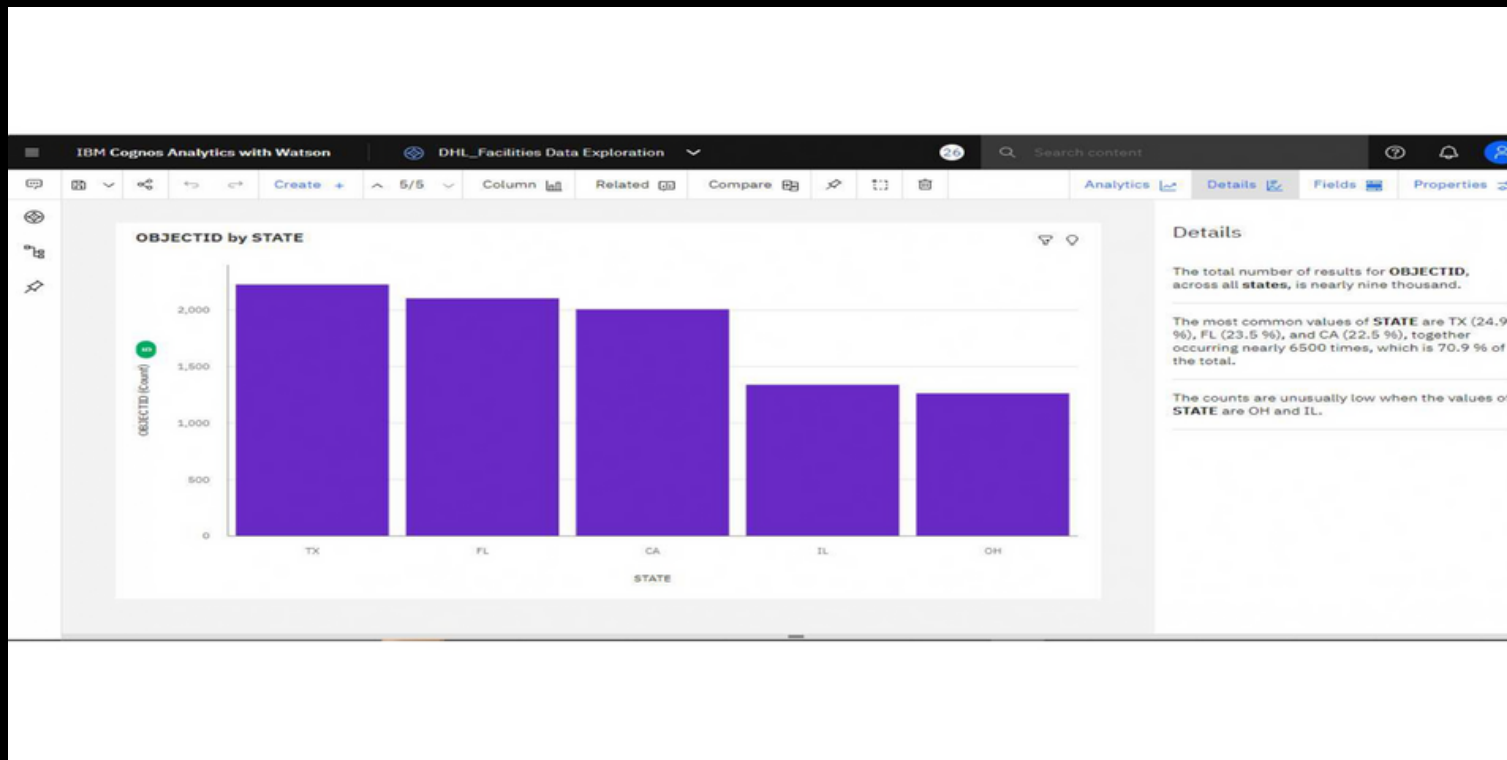 IBM Cognos Analytics with Watson
DHL_Facilities Data Exploration
26
Search content
Create +
5/5
Column
Related
Compare
Analytics
Details
Fields
Properties
OBJECTID by STATE
OBJECTID (Count)
2,000
1,500
1,000
500
0
TX
FL
CA
IL
OH
STATE
Details
The total number of results for OBJECTID,
across all states, is nearly nine thousand.
The most common values of STATE are TX (24.9
%), FL (23.5 %), and CA (22.5 %), together
occurring nearly 6500 times, which is 70.9 % of
the total.
The counts are unusually low when the values of
STATE are OH and IL.